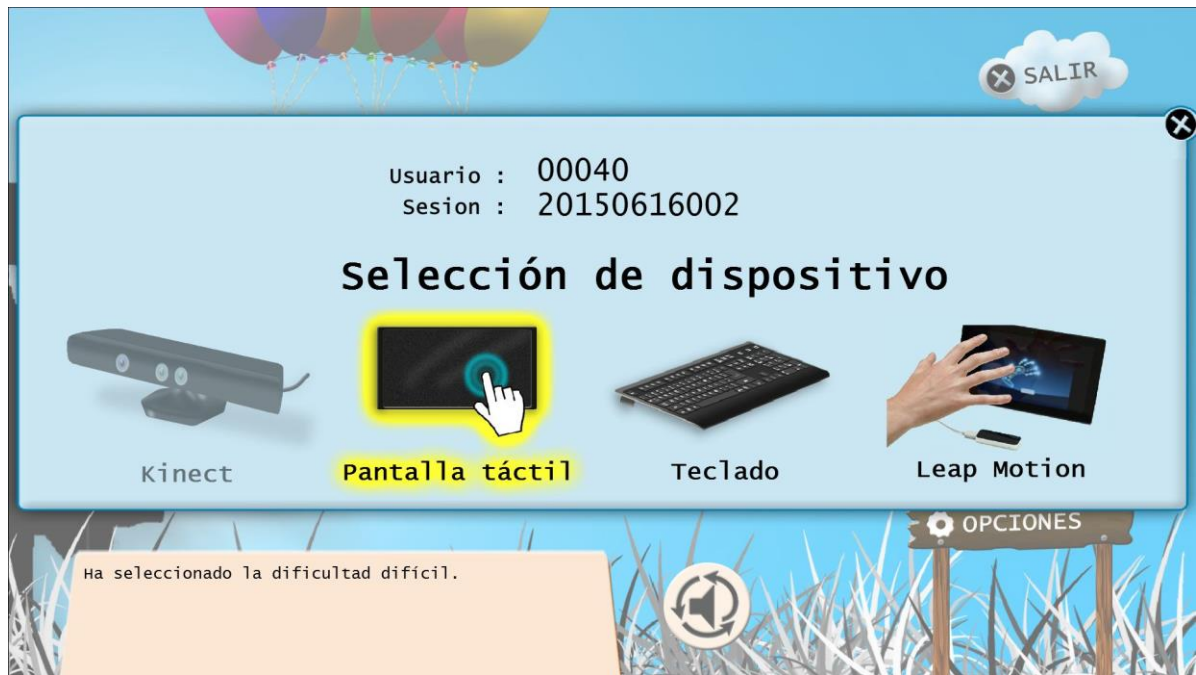 SALIR
Usuario : 00040
Sesion : 20150616002
Selección de dispositivo
Kinect
Pantalla táctil
Teclado
Leap Motion
OPCIONES
Ha seleccionado la dificultad difícil.